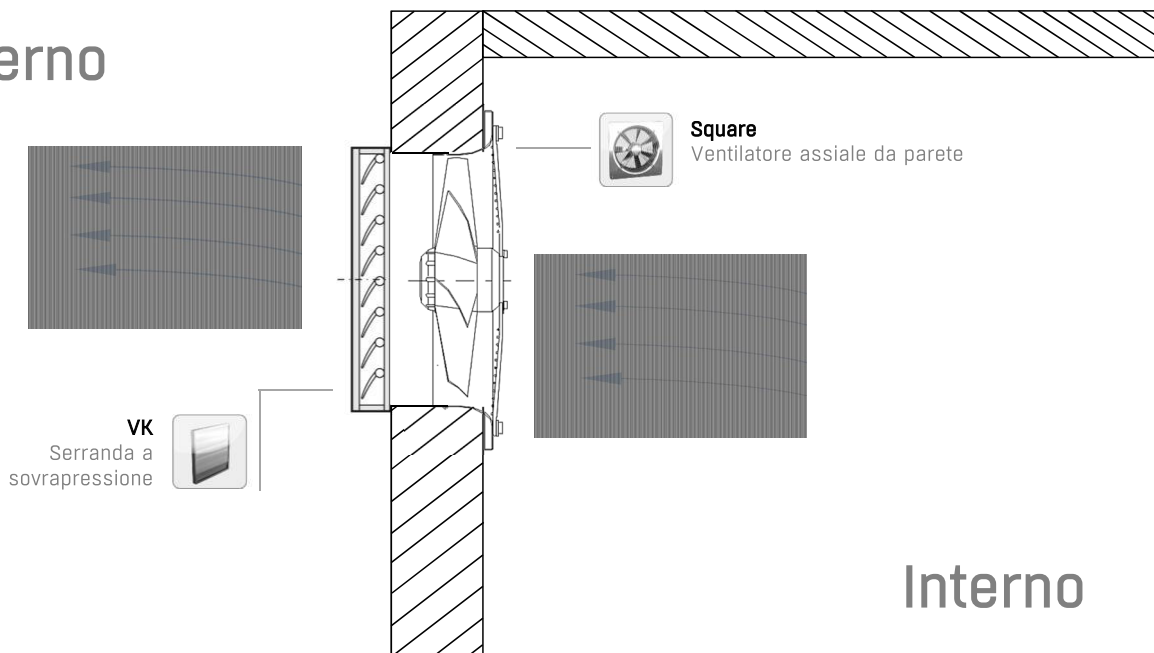 erno
Square
Ventilatore assiale da parete
VK
Serranda a
sovrapressione
Interno